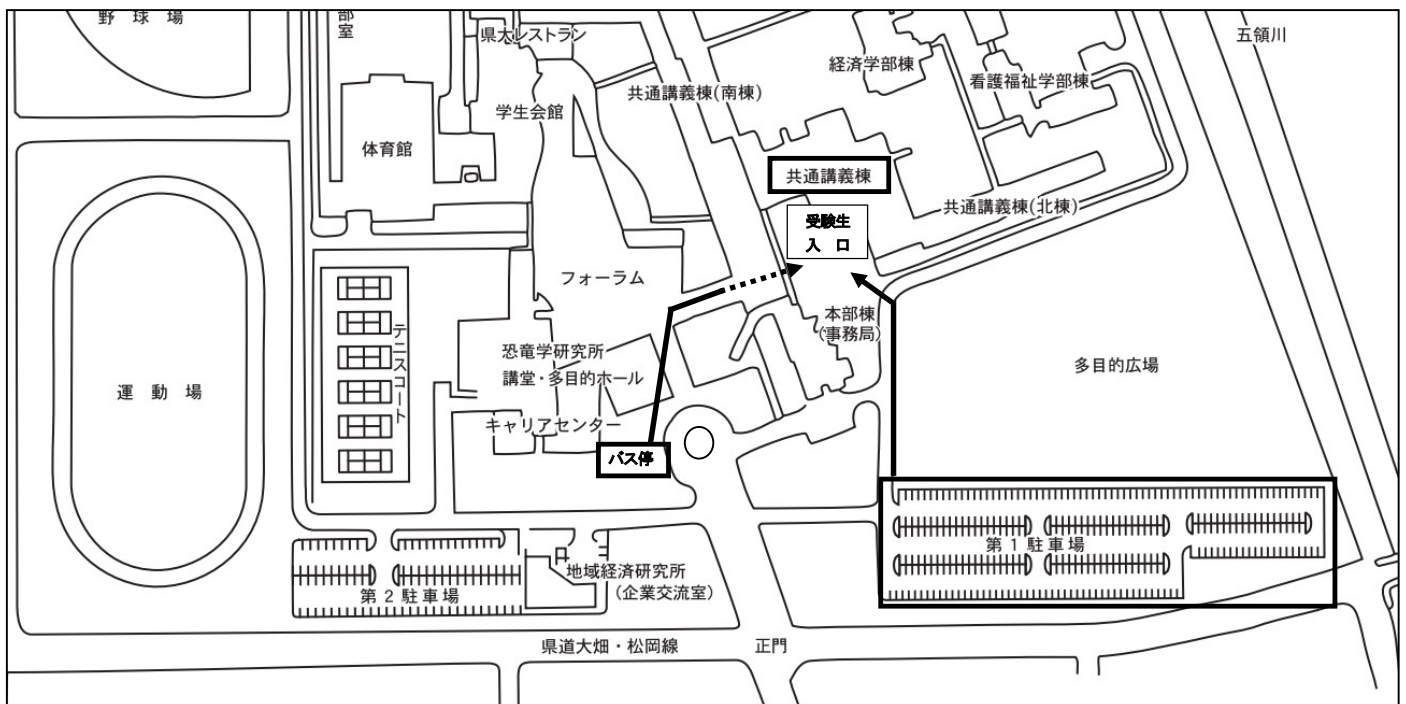 野 球 場
部
室
県大レストラン
五領川
経済学部棟
看護福祉学部棟
共通講義棟(南棟)
学生会館
体育館
共通講義棟
共通講義棟(北棟)
受験生
入 口
フォーラム
本部棟
(事務局)
恐竜学研究所
講堂・多目的ホール
多目的広場
運 動 場
テニスコート
キャリアセンター
バス停
第 1 駐 車 場
地域経済研究所
(企業交流室)
第 2 駐 車 場
県道大畑・松岡線
正門